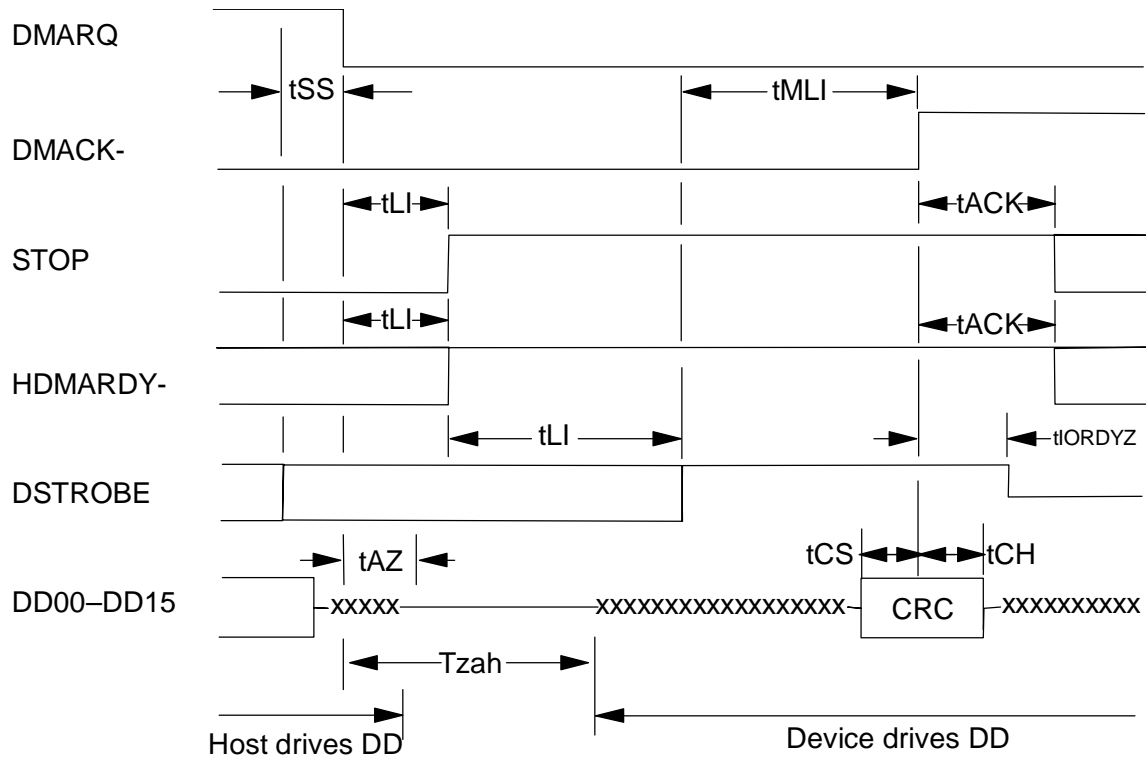 DMARQ
tSS
tMLI
DMACK-
tLI
tACK
STOP
tLI
tACK
HDMARDY-
tLI
tIORDYZ
DSTROBE
tAZ
tCS
tCH
DD00–DD15
xxxxx
xxxxxxxxxxxxxxxxxx
CRC
xxxxxxxxxx
Tzah
Host drives DD
Device drives DD